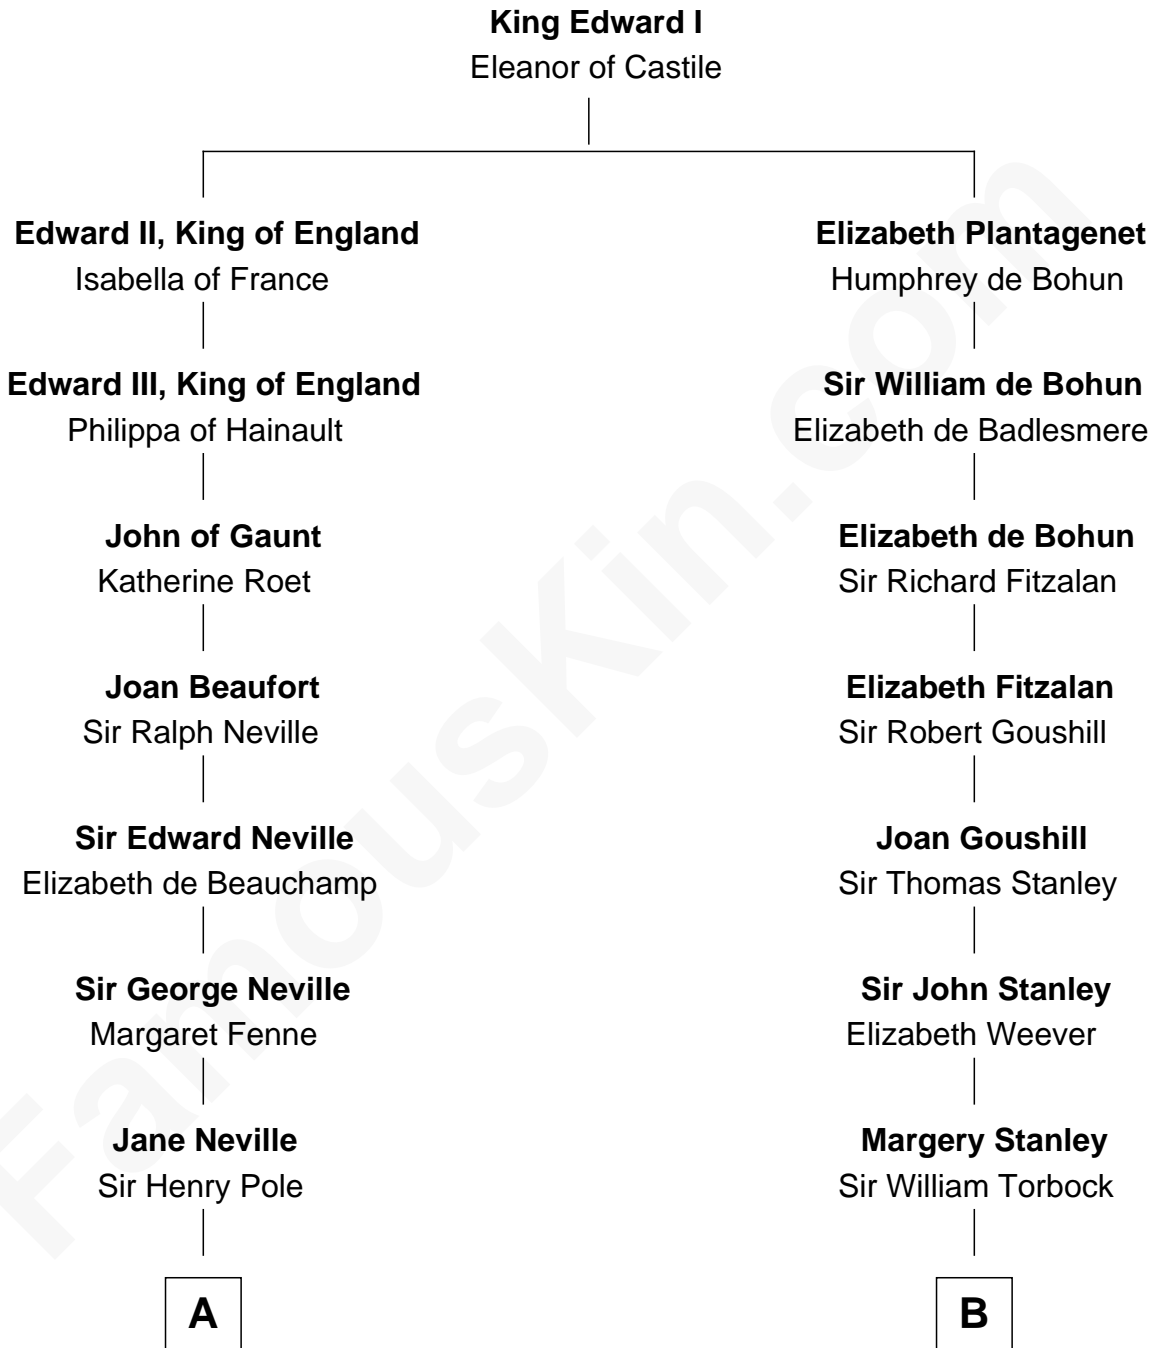 King Edward I
Eleanor of Castile
Edward II, King of England
Isabella of France
Elizabeth Plantagenet
Humphrey de Bohun
Edward III, King of England
Philippa of Hainault
Sir William de Bohun
Elizabeth de Badlesmere
John of Gaunt
Katherine Roet
Elizabeth de Bohun
Sir Richard Fitzalan
Joan Beaufort
Sir Ralph Neville
Elizabeth Fitzalan
Sir Robert Goushill
Sir Edward Neville
Elizabeth de Beauchamp
Joan Goushill
Sir Thomas Stanley
Sir George Neville
Margaret Fenne
Sir John Stanley
Elizabeth Weever
Jane Neville
Sir Henry Pole
Margery Stanley
Sir William Torbock
A
B
FamousKin.com